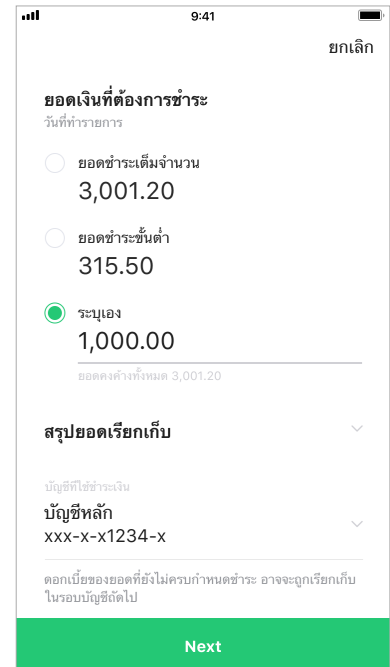 9:41
ยกเลิก
ยอดเงินที่ต้องการชำระ
วันที่ทำรายการ
ยอดชำระเต็มจำนวน
3,001.20
ยอดชำระขั้นต่ำ
315.50
ระบุเอง
1,000.00
ยอดคงค้างทั้งหมด 3,001.20
สรุปยอดเรียกเก็บ
บัญชีที่ใช้ชำระเงิน
บัญชีหลัก
xxx-x-x1234-x
ดอกเบี้ยของยอดที่ยังไม่ครบกำหนดชำระ อาจจะถูกเรียกเก็บ
ในรอบบัญชีถัดไป
Next